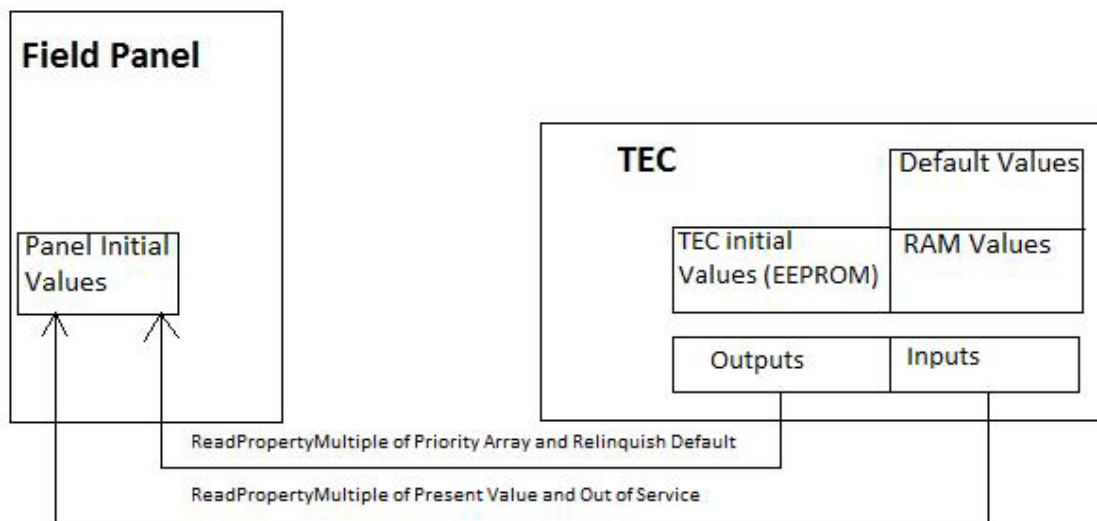 Field Panel
Panel Initial
Values
TEC
Default Values
TEC initial
Values (EEPROM)
RAM Values
Outputs
Inputs
ReadPropertyMultiple of Priority Array and Relinquish Default
ReadPropertyMultiple of Present Value and Out of Service